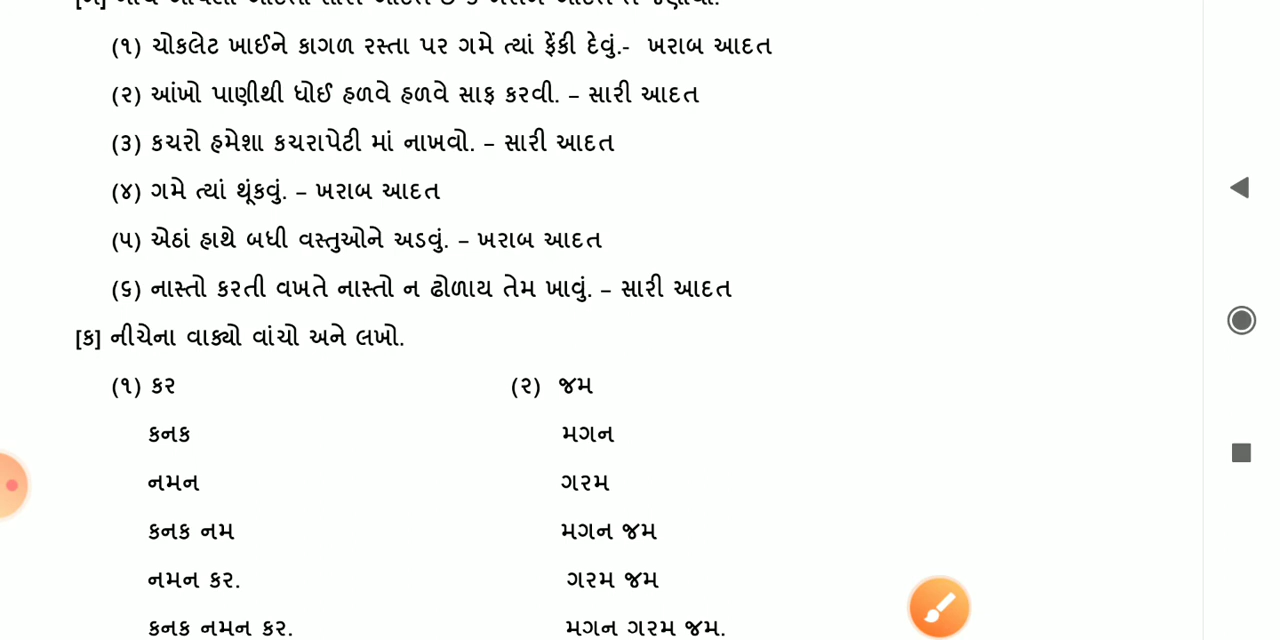 (૧) ચોકલેટ ખાઈને કાગળ રસ્તા પર ગમે ત્યાં ફેંકી દેવું.- ખરાબ આદત
(૨) આંખો પાણીથી ધોઈ હળવે હળવે સાફ કરવી. – સારી આદત
(૩) કચરો હમેશા કચરાપેટી માં નાખવો. – સારી આદત
(૪) ગમે ત્યાં થૂંકવું. – ખરાબ આદત
(૫) એઠાં હાથે બધી વસ્તુઓને અડવું. – ખરાબ આદત
(૬) નાસ્તો કરતી વખતે નાસ્તો ન ઢોળાય તેમ ખાવું. – સારી આદત
[ક] નીચેના વાક્યો વાંચો અને લખો.
(૧) કર (૨) જમ
કનક મગન
નમન ગરમ
કનક નમ મગન જમ
નમન કર. ગરમ જમ
કનક નમન કર. મગન ગરમ જમ.